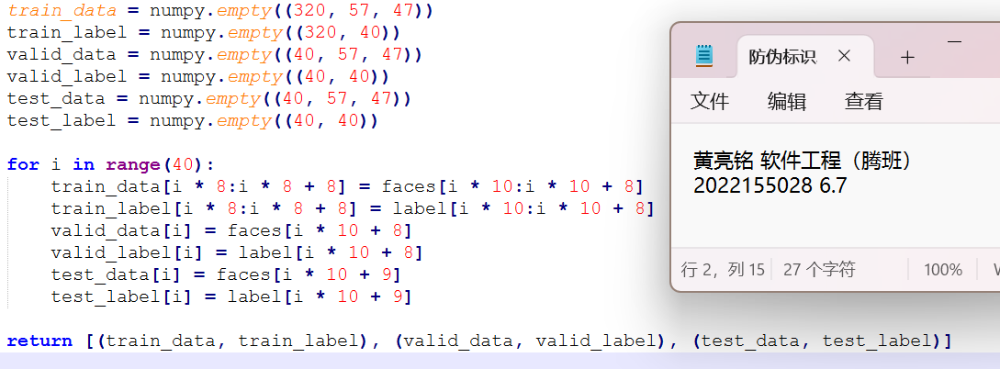 train_data = numpy.empty((320, 57, 47))
train_label = numpy.empty((320, 40))
valid_data = numpy.empty((40, 57, 47))
valid_label = numpy.empty((40, 40))
test_data = numpy.empty((40, 57, 47))
test_label = numpy.empty((40, 40))
for i in range(40):
    train_data[i * 8:i * 8 + 8] = faces[i * 10:i * 10 + 8]
    train_label[i * 8:i * 8 + 8] = label[i * 10:i * 10 + 8]
    valid_data[i] = faces[i * 10 + 8]
    valid_label[i] = label[i * 10 + 8]
    test_data[i] = faces[i * 10 + 9]
    test_label[i] = label[i * 10 + 9]
return [(train_data, train_label), (valid_data, valid_label), (test_data, test_label)]
防伪标识
文件 编辑 查看
黄亮铭 软件工程（腾班）
2022155028 6.7
行 2，列 15 27 个字符 100%